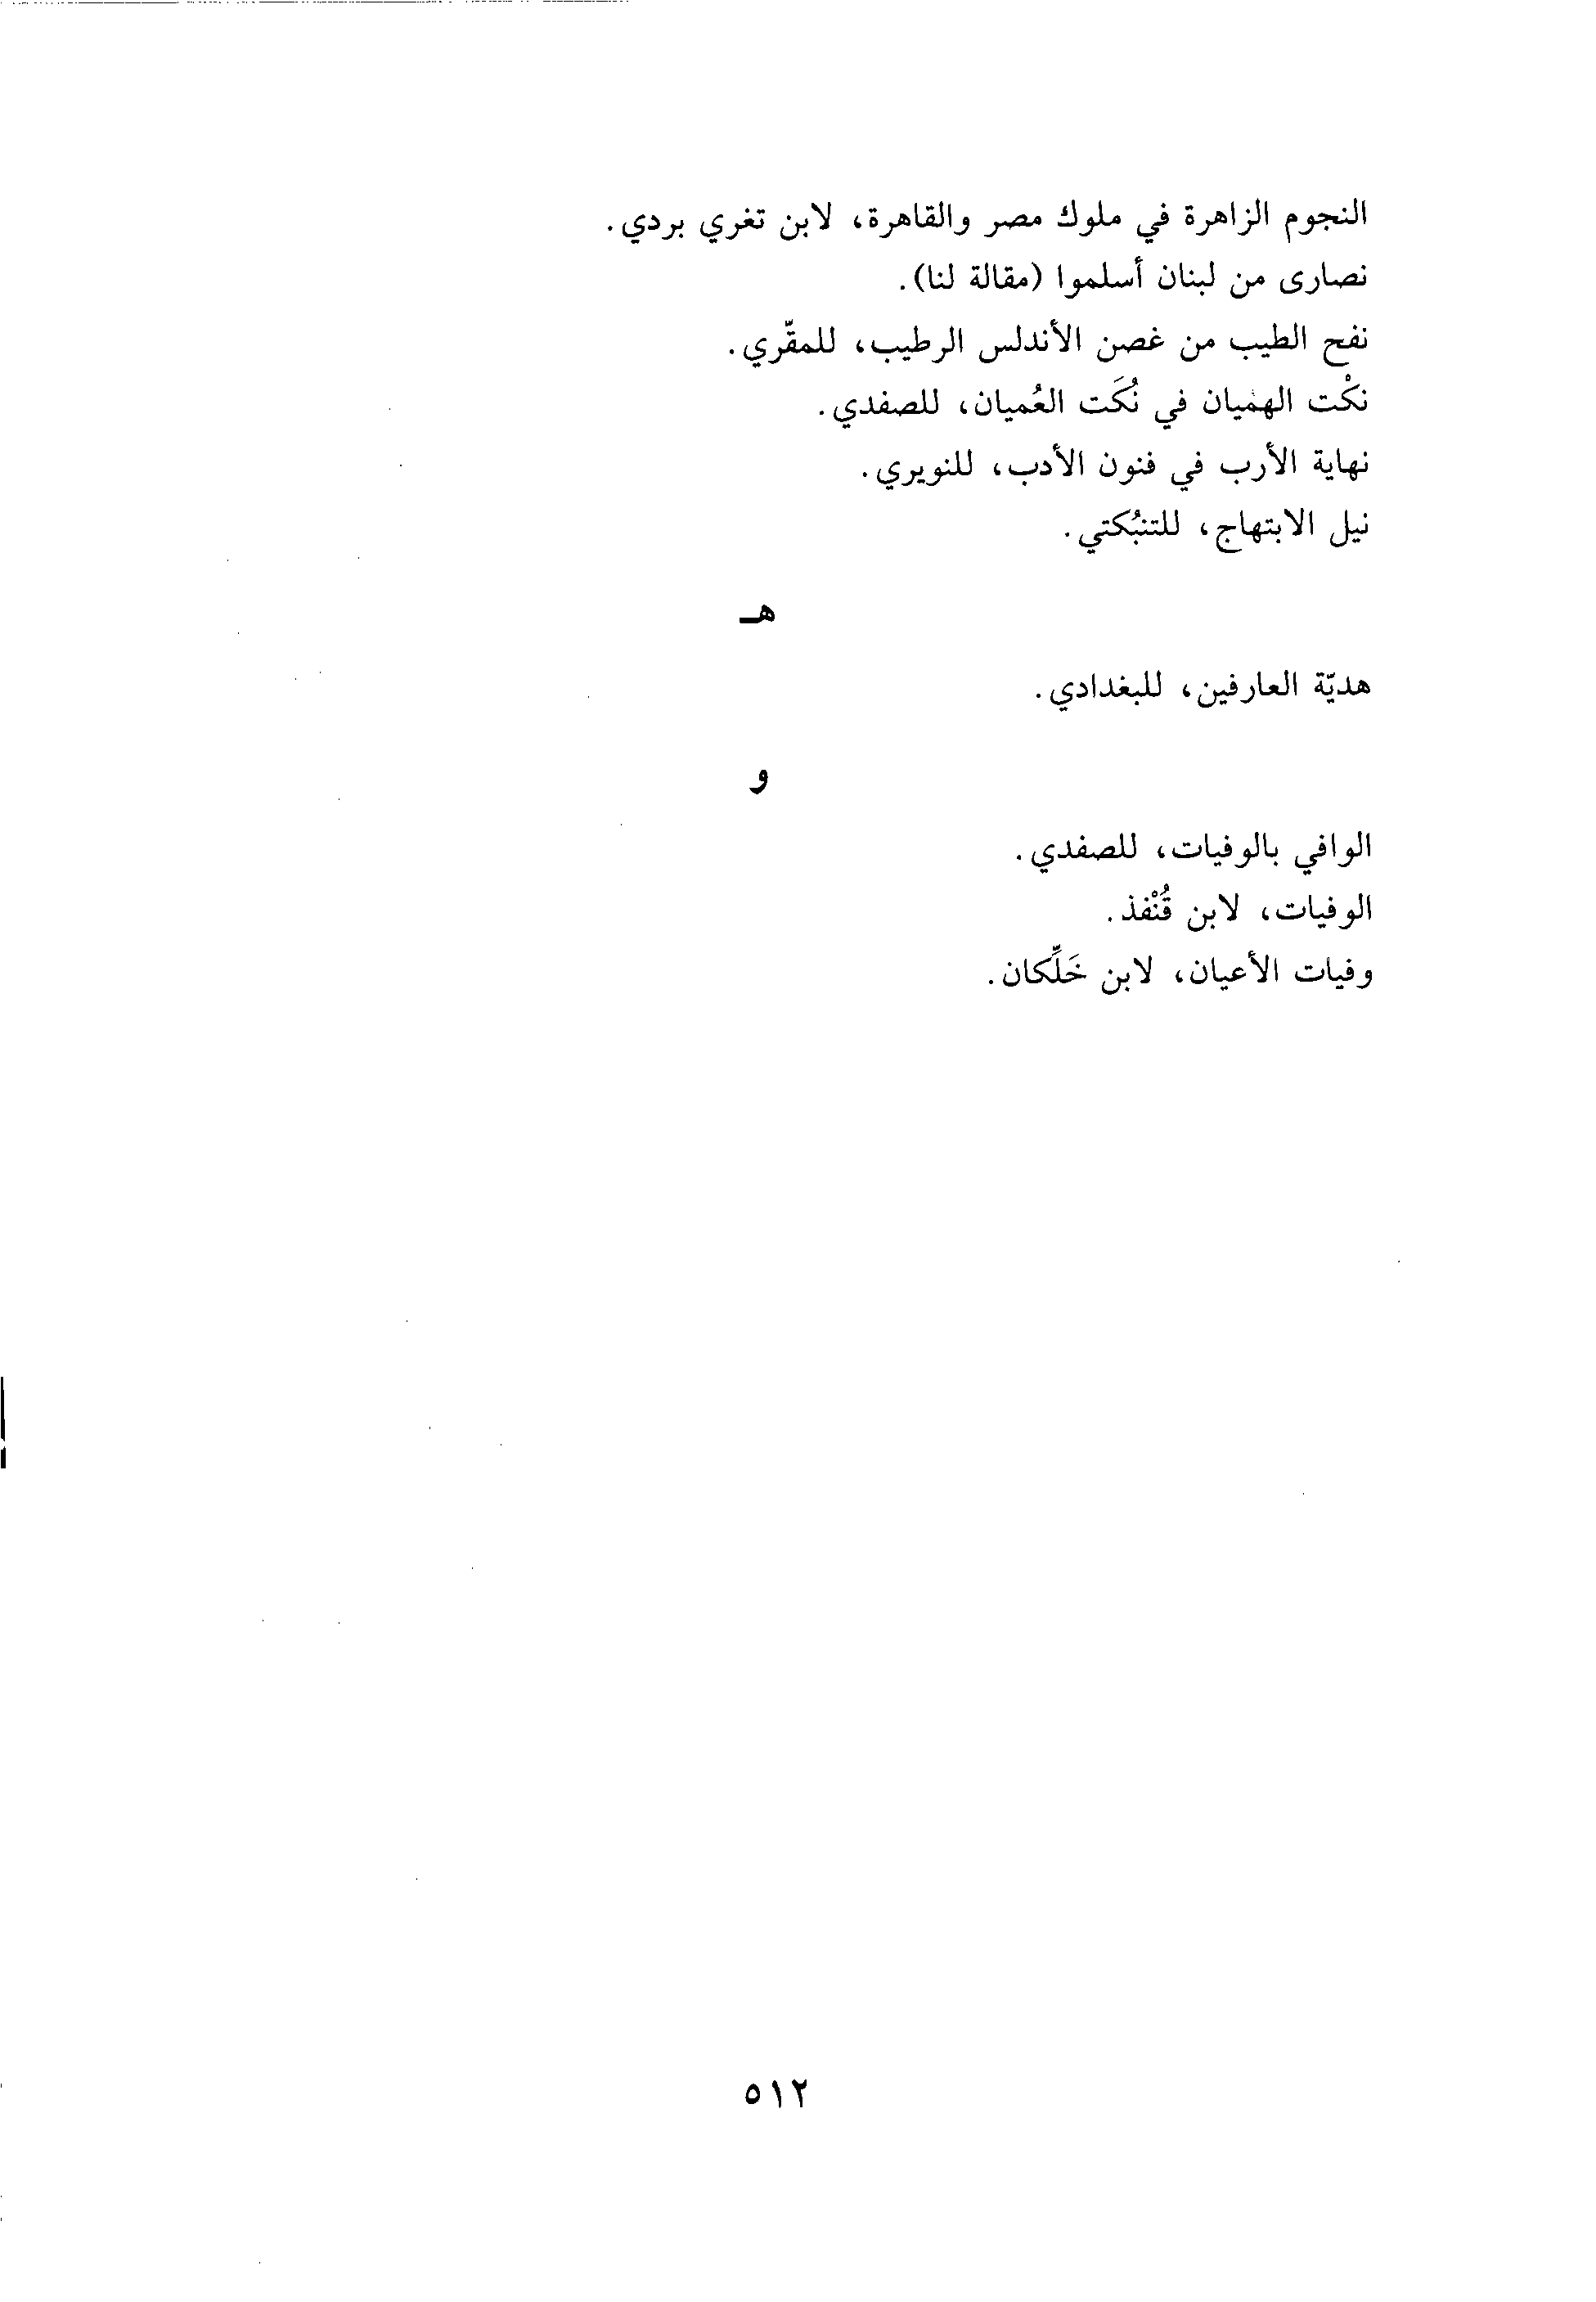 النجوم الزاهرة في ملوك مصر والقاهرة، لابن تغري بردي.
نصارى من لبنان أسلموا (مقالة لنا).
نفح الطيب من غصن الأندلس الرطيب، للمقّري.
نكْت الهميان في نُكَت العُميان، للصفدي.
نهاية الأرب في فنون الأدب، للنويري.
نيل الابتهاج، للتنبُكتي.
هـ
هديّة العارفين، للبغدادي.
و
الوافي بالوفيات، للصفدي.
الوفيات، لابن قُنْفذ.
وفيات الأعيان، لابن خَلِّكان.
٥١٢